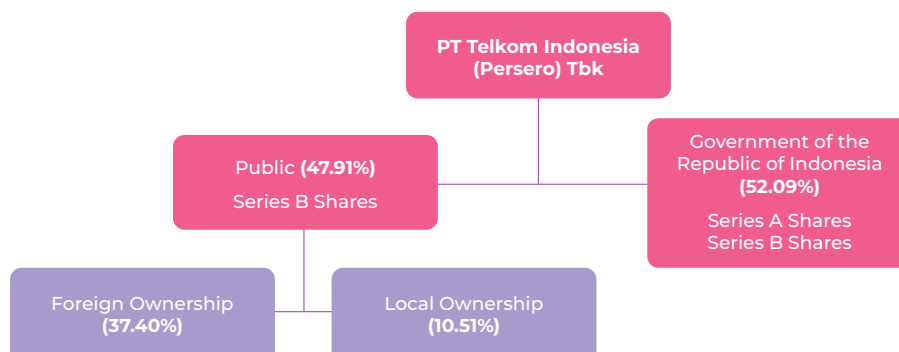 PT Telkom Indonesia
(Persero) Tbk
Public (47.91%)
Series B Shares
Government of the
Republic of Indonesia
(52.09%)
Series A Shares
Series B Shares
Foreign Ownership
(37.40%)
Local Ownership
(10.51%)